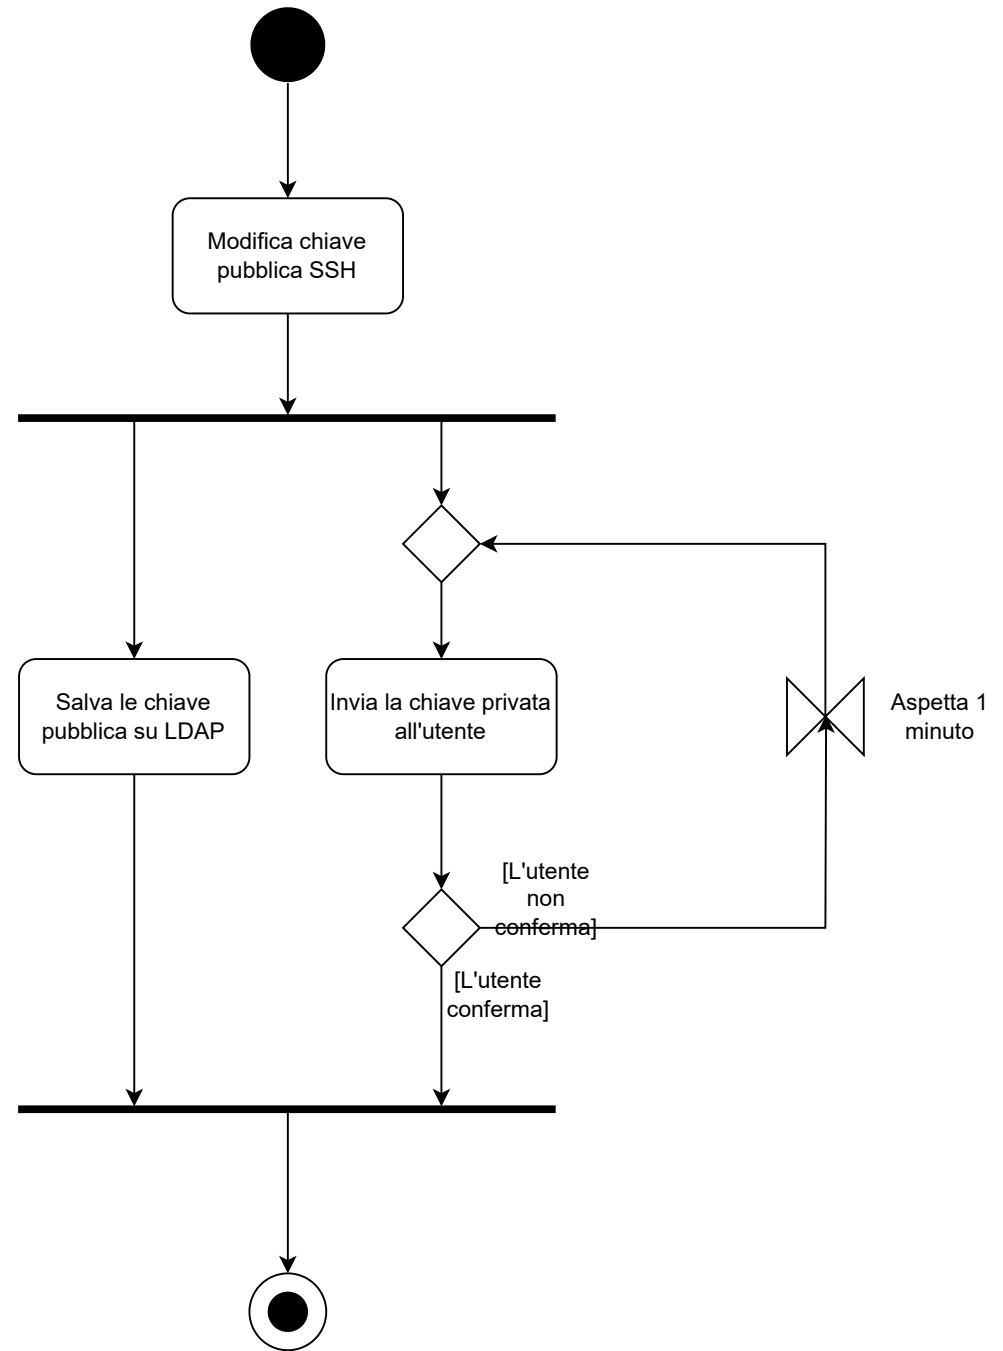 Modifica chiave
pubblica SSH
Salva le chiave
pubblica su LDAP
Invia la chiave privata
all'utente
Aspetta 1
minuto
[L'utente
non
conferma]
[L'utente
conferma]